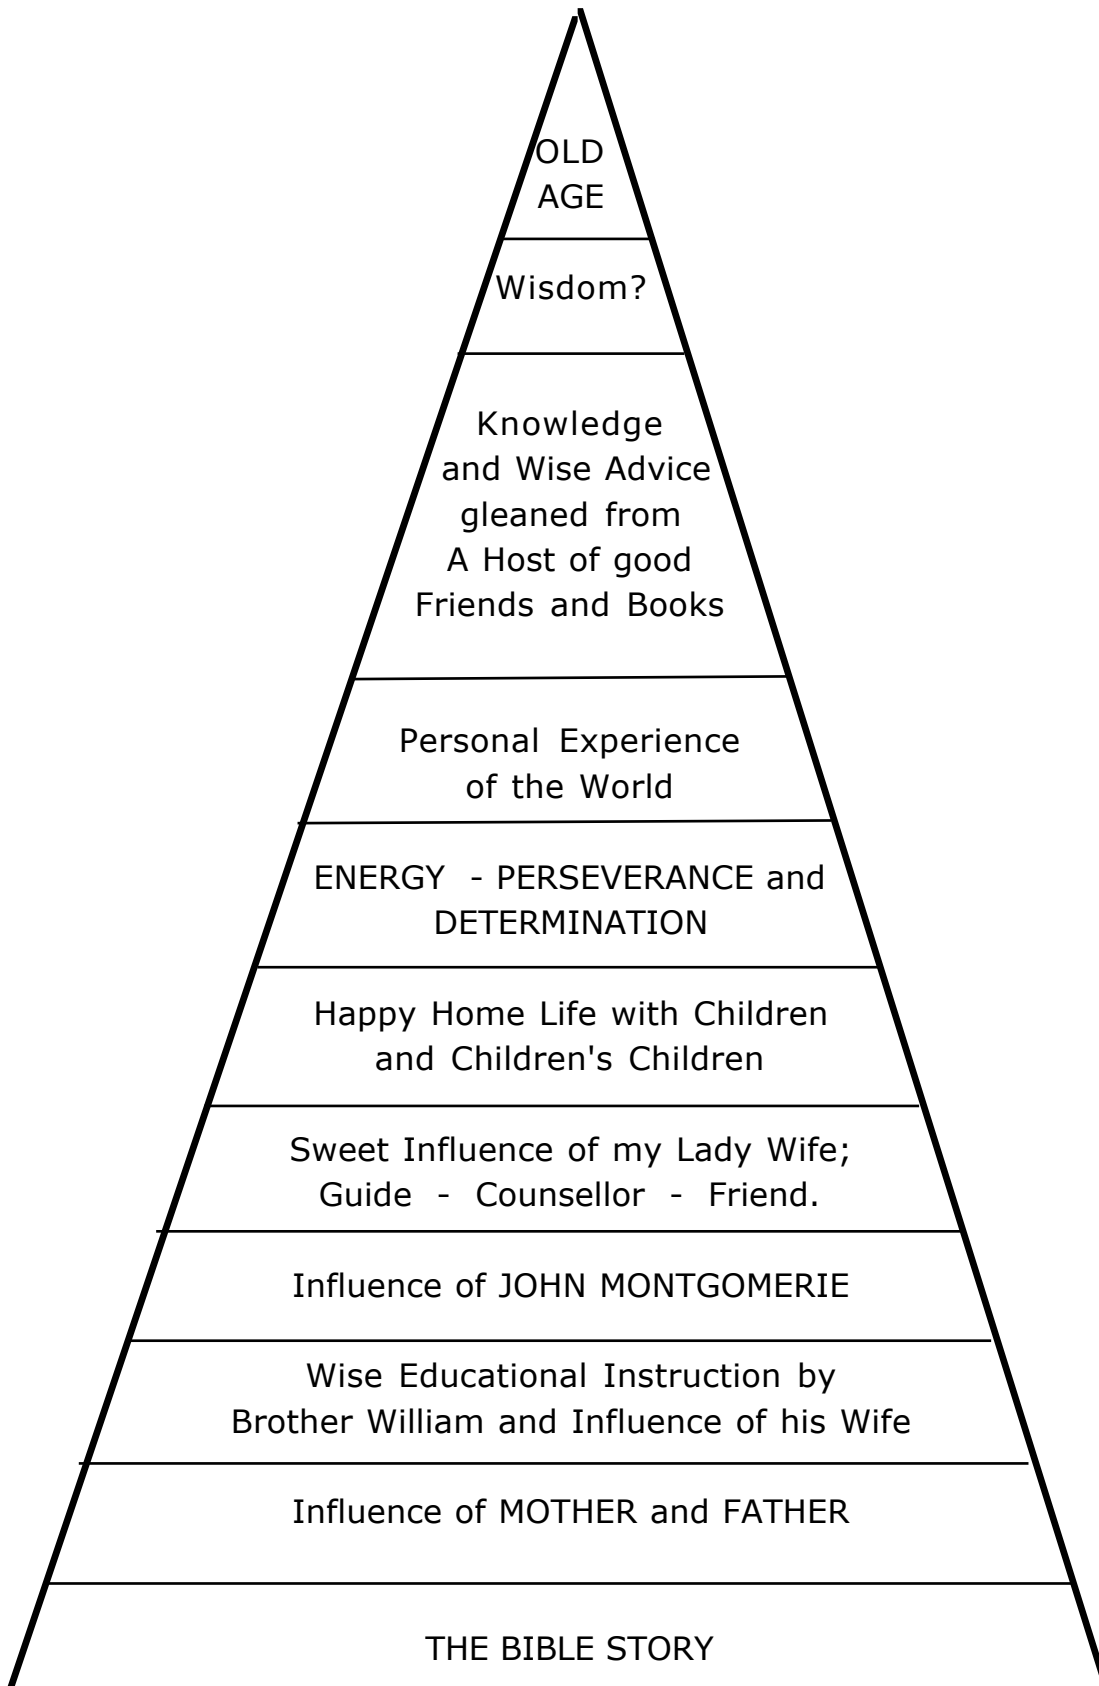 OLD
AGE
Wisdom?
Knowledge
and Wise Advice
gleaned from
A Host of good
Friends and Books
Personal Experience
of the World
ENERGY - PERSEVERANCE and
DETERMINATION
Happy Home Life with Children
and Children's Children
Sweet Influence of my Lady Wife;
Guide - Counsellor - Friend.
Influence of JOHN MONTGOMERIE
Wise Educational Instruction by
Brother William and Influence of his Wife
Influence of MOTHER and FATHER
THE BIBLE STORY